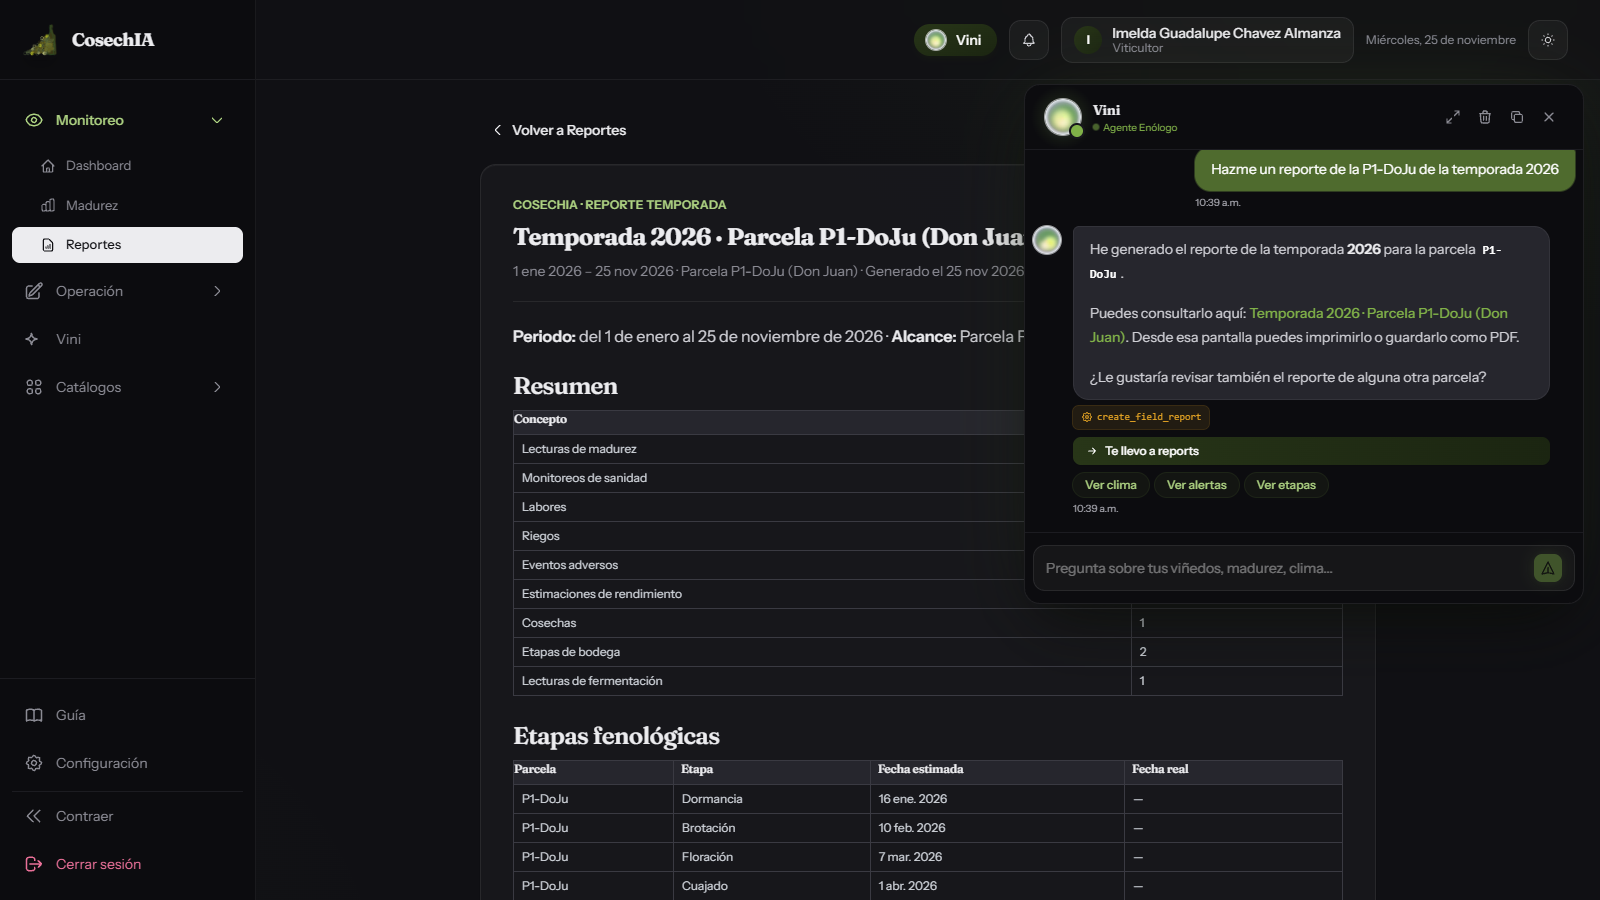 CosechIA
Vini
I
Imelda Guadalupe Chavez Almanza
Viticultor
Miércoles, 25 de noviembre
Monitoreo
Dashboard
Madurez
Reportes
Operación
Vini
Catálogos
Guía
Configuración
Contraer
Cerrar sesión
Volver a Reportes
COSECHIA · REPORTE TEMPORADA
Temporada 2026 • Parcela P1-DoJu (Don Jua
1 ene 2026 – 25 nov 2026 · Parcela P1-DoJu (Don Juan) · Generado el 25 nov 2026
Periodo: del 1 de enero al 25 de noviembre de 2026 · Alcance: Parcela P
Resumen
Concepto
Lecturas de madurez
Monitoreos de sanidad
Labores
Riegos
Eventos adversos
Estimaciones de rendimiento
Cosechas 1
Etapas de bodega 2
Lecturas de fermentación 1
Etapas fenológicas
Parcela Etapa Fecha estimada Fecha real
P1-DoJu Dormancia 16 ene. 2026 —
P1-DoJu Brotación 10 feb. 2026 —
P1-DoJu Floración 7 mar. 2026 —
P1-DoJu Cuajado 1 abr. 2026 —
Vini
Agente Enólogo
Hazme un reporte de la P1-DoJu de la temporada 2026
10:39 a.m.
He generado el reporte de la temporada 2026 para la parcela P1-
DoJu .
Puedes consultarlo aquí: Temporada 2026 · Parcela P1-DoJu (Don
Juan). Desde esa pantalla puedes imprimirlo o guardarlo como PDF.
¿Le gustaría revisar también el reporte de alguna otra parcela?
create_field_report
→ Te llevo a reports
Ver clima Ver alertas Ver etapas
10:39 a.m.
Pregunta sobre tus viñedos, madurez, clima...